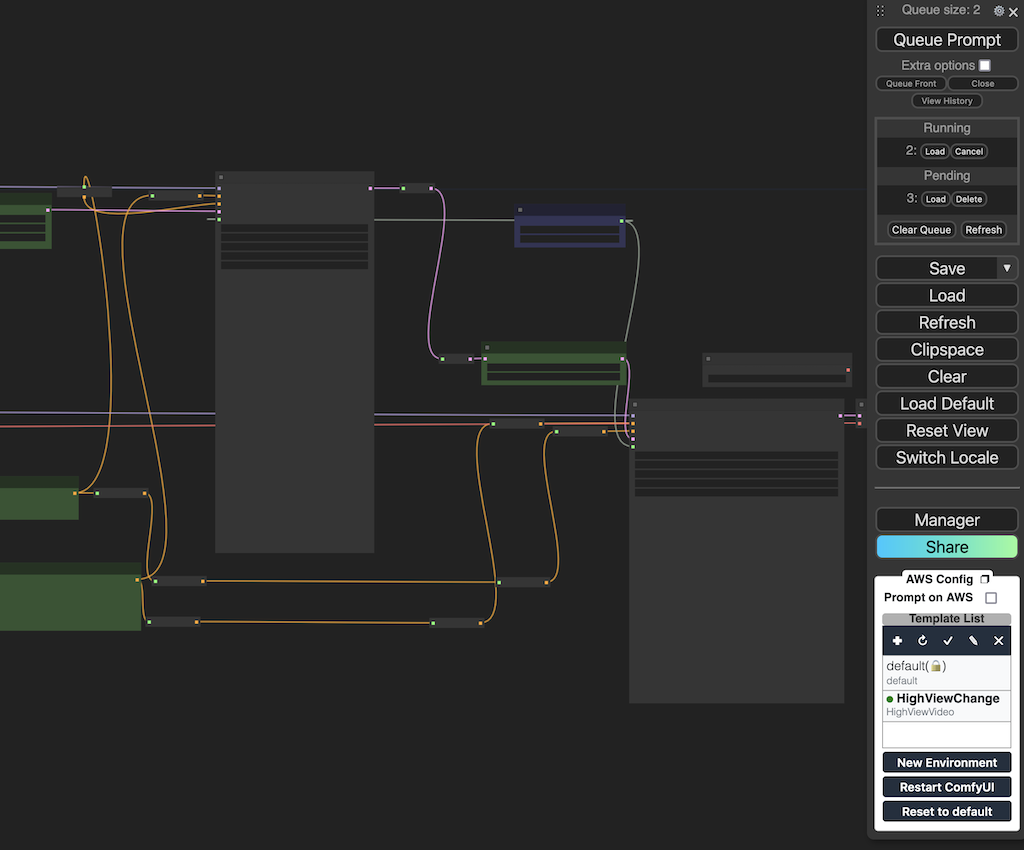 Queue size: 2
Queue Prompt
Extra options
Queue Front Close
View History
Running
2: Load Cancel
Pending
3: Load Delete
Clear Queue Refresh
Save ▼
Load
Refresh
Clipspace
Clear
Load Default
Reset View
Switch Locale
Manager
Share
AWS Config
Prompt on AWS
Template List
default(🔒)
default
HighViewChange
HighViewVideo
New Environment
Restart ComfyUI
Reset to default